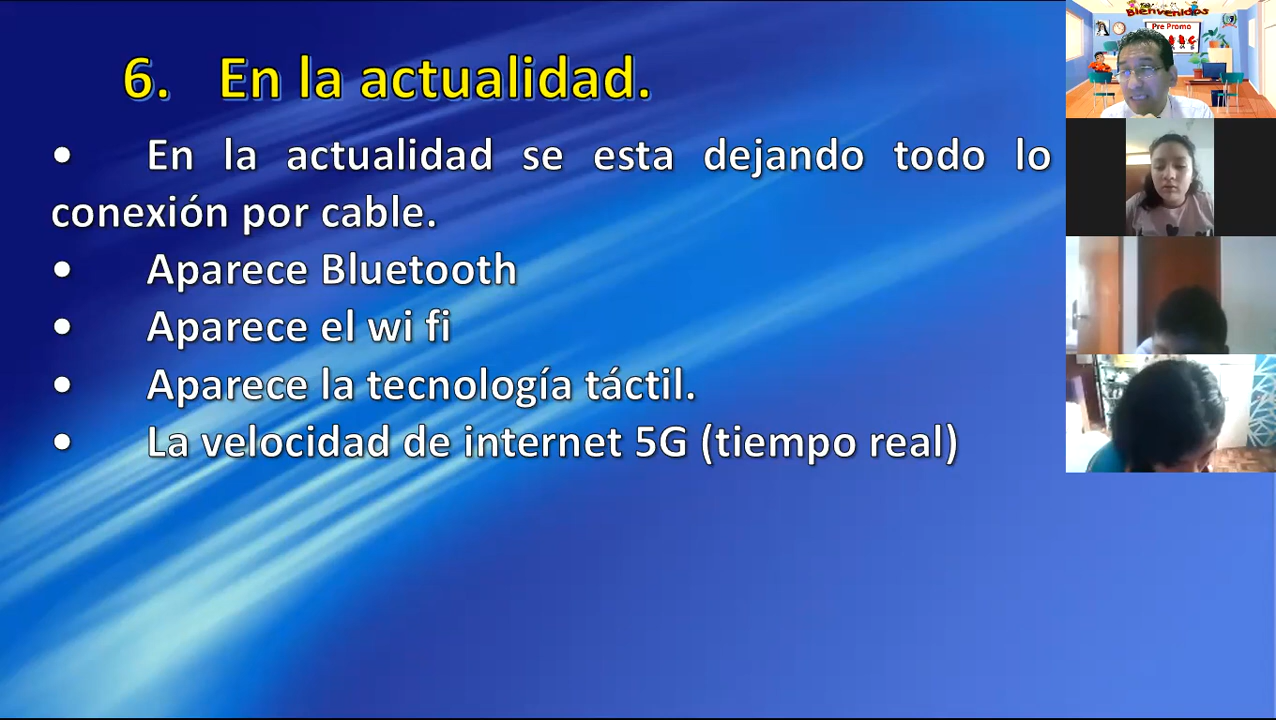 6. En la actualidad.
• En la actualidad se esta dejando todo lo
conexión por cable.
• Aparece Bluetooth
• Aparece el wi fi
• Aparece la tecnología táctil.
• La velocidad de internet 5G (tiempo real)
Bienvenidos
Pre Promo